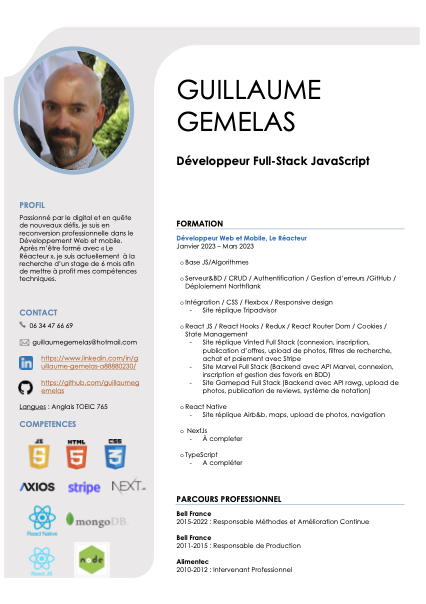 GUILLAUME
GEMELAS
Développeur Full-Stack JavaScript
PROFIL
Passionné par le digital et en quête
de nouveaux défis, je suis en
reconversion professionnelle dans le
Développement Web et mobile.
Après m'être formé avec « Le
Réacteur », je suis actuellement à la
recherche d'un stage de 6 mois afin
de mettre à profit mes compétences
techniques.
CONTACT
06 34 47 66 69
guillaumegemelas@hotmail.com
https://www.linkedin.com/in/g
uillaume-gemelas-a88880230/
https://github.com/guillaumeg
emelas
Langues : Anglais TOEIC 765
COMPETENCES
JS
HTML
CSS
5
5
3
AXIOS
stripe
NEXT.JS
React Native
mongoDB
React JS
node
FORMATION
Développeur Web et Mobile, Le Réacteur
Janvier 2023 – Mars 2023
o Base JS/Algorithmes
o Serveur&BD / CRUD / Authentification / Gestion d'erreurs /GitHub /
Déploiement Northflank
o Intégration / CSS / Flexbox / Responsive design
- Site réplique Tripadvisor
o React JS / React Hooks / Redux / React Router Dom / Cookies /
State Management
- Site réplique Vinted Full Stack (connexion, inscription,
publication d'offres, upload de photos, filtres de recherche,
achat et paiement avec Stripe
- Site Marvel Full Stack (Backend avec API Marvel, connexion,
inscription et gestion des favoris en BDD)
- Site Gamepad Full Stack (Backend avec API rawg, upload de
photos, publication de reviews, système de notation)
o React Native
- Site réplique Airb&b, maps, upload de photos, navigation
o NextJs
- À completer
o TypeScript
- A compléter
PARCOURS PROFESSIONNEL
Bell France
2015-2022 : Responsable Méthodes et Amélioration Continue
Bell France
2011-2015 : Responsable de Production
Alimentec
2010-2012 : Intervenant Professionnel